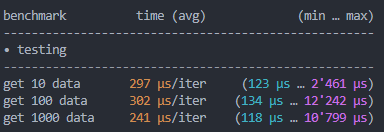 benchmark time (avg) (min … max)
--------------------------------------------------
• testing
--------------------------------------------------
get 10 data 297 µs/iter (123 µs … 2'461 µs)
get 100 data 302 µs/iter (134 µs … 12'242 µs)
get 1000 data 241 µs/iter (118 µs … 10'799 µs)